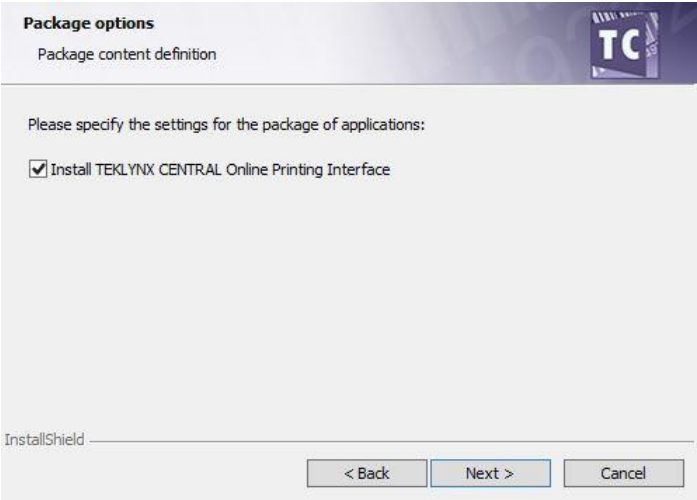 Package options
Package content definition
TC
Please specify the settings for the package of applications:
Install TEKLYNX CENTRAL Online Printing Interface
InstallShield
< Back Next > Cancel